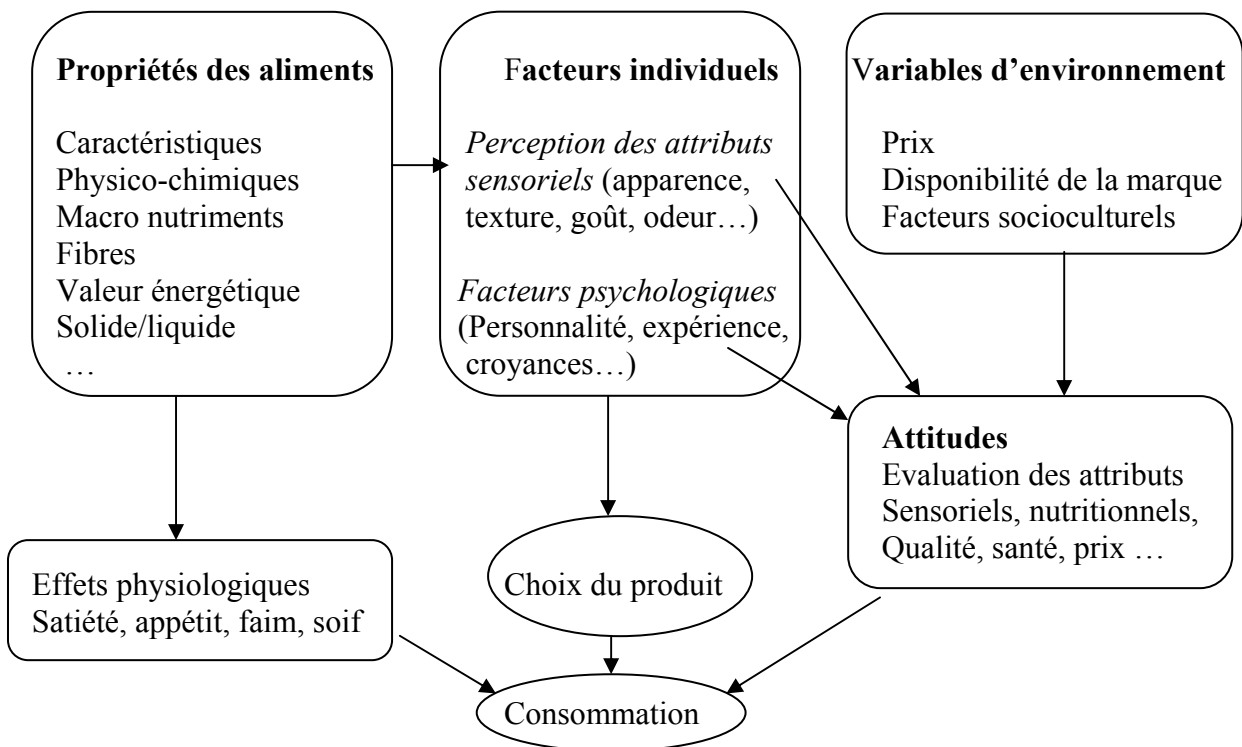 Propriétés des aliments
Caractéristiques
Physico-chimiques
Macro nutriments
Fibres
Valeur énergétique
Solide/liquide
…
Facteurs individuels
Perception des attributs
sensoriels (apparence,
texture, goût, odeur…)
Facteurs psychologiques
(Personnalité, expérience,
croyances…)
Variables d’environnement
Prix
Disponibilité de la marque
Facteurs socioculturels
Attitudes
Evaluation des attributs
Sensoriels, nutritionnels,
Qualité, santé, prix …
Effets physiologiques
Satiété, appétit, faim, soif
Choix du produit
Consommation